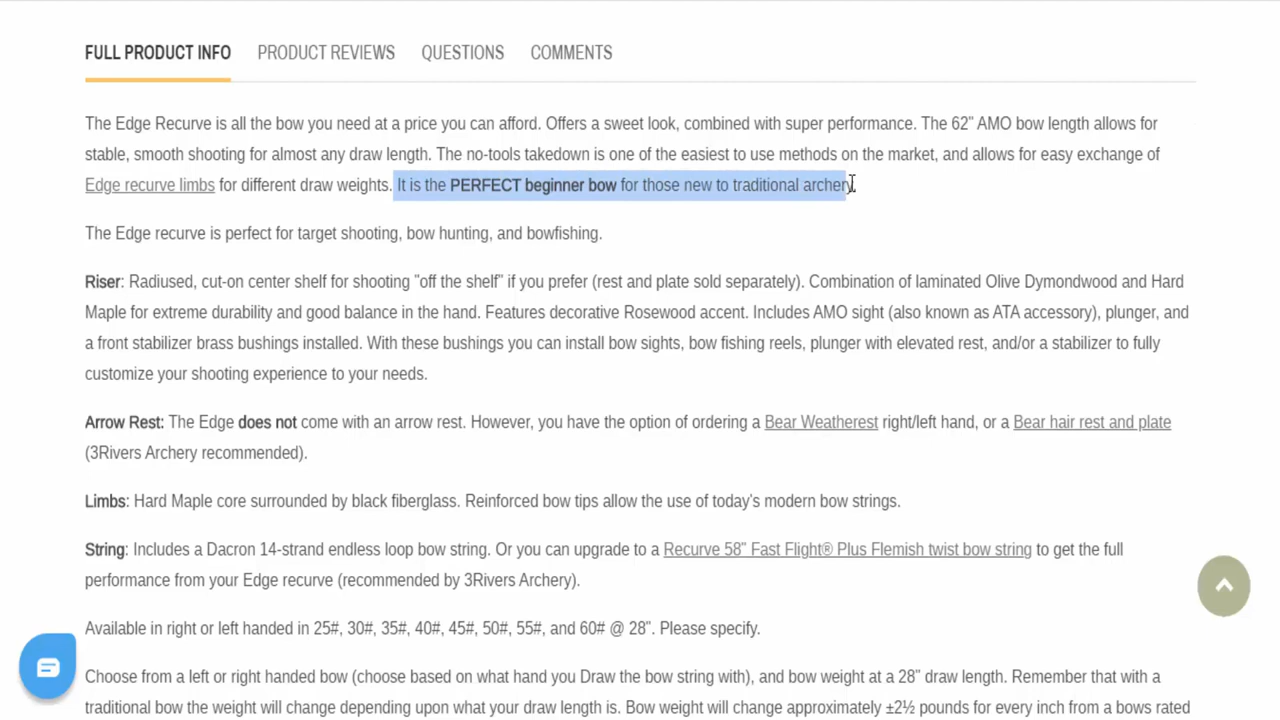 FULL PRODUCT INFO PRODUCT REVIEWS QUESTIONS COMMENTS
The Edge Recurve is all the bow you need at a price you can afford. Offers a sweet look, combined with super performance. The 62" AMO bow length allows for
stable, smooth shooting for almost any draw length. The no-tools takedown is one of the easiest to use methods on the market, and allows for easy exchange of
Edge recurve limbs for different draw weights. It is the PERFECT beginner bow for those new to traditional archery.
The Edge recurve is perfect for target shooting, bow hunting, and bowfishing.
Riser: Radiused, cut-on center shelf for shooting "off the shelf" if you prefer (rest and plate sold separately). Combination of laminated Olive Dymondwood and Hard
Maple for extreme durability and good balance in the hand. Features decorative Rosewood accent. Includes AMO sight (also known as ATA accessory), plunger, and
a front stabilizer brass bushings installed. With these bushings you can install bow sights, bow fishing reels, plunger with elevated rest, and/or a stabilizer to fully
customize your shooting experience to your needs.
Arrow Rest: The Edge does not come with an arrow rest. However, you have the option of ordering a Bear Weatherest right/left hand, or a Bear hair rest and plate
(3Rivers Archery recommended).
Limbs: Hard Maple core surrounded by black fiberglass. Reinforced bow tips allow the use of today's modern bow strings.
String: Includes a Dacron 14-strand endless loop bow string. Or you can upgrade to a Recurve 58" Fast Flight® Plus Flemish twist bow string to get the full
performance from your Edge recurve (recommended by 3Rivers Archery).
Available in right or left handed in 25#, 30#, 35#, 40#, 45#, 50#, 55#, and 60# @ 28". Please specify.
Choose from a left or right handed bow (choose based on what hand you Draw the bow string with), and bow weight at a 28" draw length. Remember that with a
traditional bow the weight will change depending upon what your draw length is. Bow weight will change approximately ±2½ pounds for every inch from a bows rated